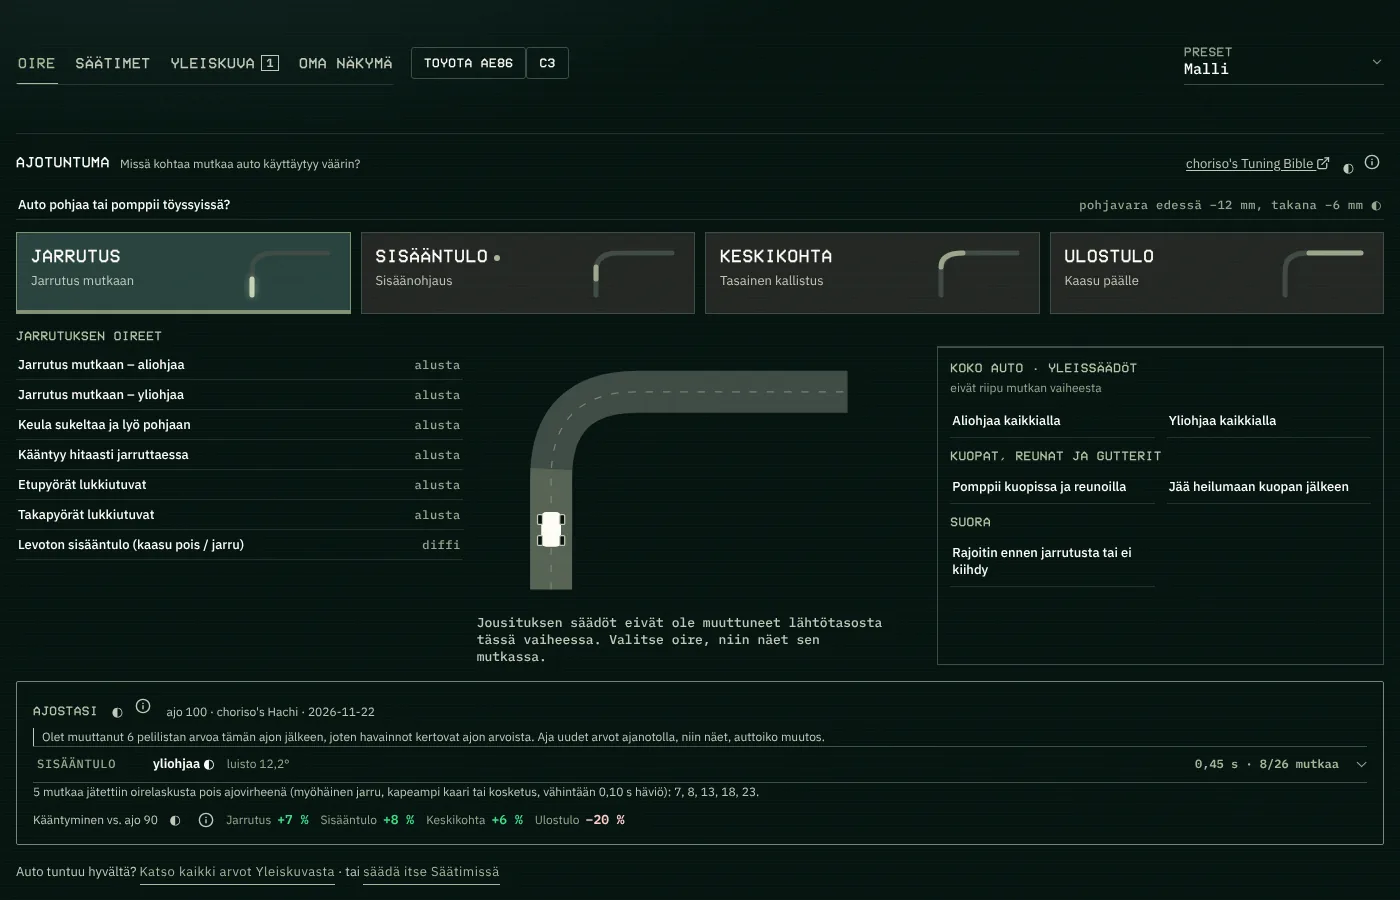 OIRE SÄÄTIMET YLEISKUVA 1 OMA NÄKYMÄ TOYOTA AE86 C3
PRESET
Malli
AJOTUNTUMA Missä kohtaa mutkaa auto käyttäytyy väärin?
choriso's Tuning Bible
Auto pohjaa tai pomppii töyssyissä?
pohjavara edessä −12 mm, takana −6 mm
JARRUTUS
Jarrutus mutkaan
SISÄÄNTULO
Sisäänohjaus
KESKIKOHTA
Tasainen kallistus
ULOSTULO
Kaasu päälle
JARRUTUKSEN OIREET
Jarrutus mutkaan – aliohjaa alusta
Jarrutus mutkaan – yliohjaa alusta
Keula sukeltaa ja lyö pohjaan alusta
Kääntyy hitaasti jarruttaessa alusta
Etupyörät lukkiutuvat alusta
Takapyörät lukkiutuvat alusta
Levoton sisääntulo (kaasu pois / jarru) diffi
Jousituksen säädöt eivät ole muuttuneet lähtötasosta
tässä vaiheessa. Valitse oire, niin näet sen
mutkassa.
KOKO AUTO · YLEISSÄÄDÖT
eivät riipu mutkan vaiheesta
Aliohjaa kaikkialla Yliohjaa kaikkialla
KUOPAT, REUNAT JA GUTTERIT
Pomppii kuopissa ja reunoilla Jää heilumaan kuopan jälkeen
SUORA
Rajoitin ennen jarrutusta tai ei
kiihdy
AJOSTASI ajo 100 · choriso's Hachi · 2026-11-22
Olet muuttanut 6 pelilistan arvoa tämän ajon jälkeen, joten havainnot kertovat ajon arvoista. Aja uudet arvot ajanotolla, niin näet, auttoiko muutos.
SISÄÄNTULO yliohjaa luisto 12,2° 0,45 s · 8/26 mutkaa
5 mutkaa jätettiin oirelaskusta pois ajovirheenä (myöhäinen jarru, kapeampi kaari tai kosketus, vähintään 0,10 s häviö): 7, 8, 13, 18, 23.
Kääntyminen vs. ajo 90 Jarrutus +7 % Sisääntulo +8 % Keskikohta +6 % Ulostulo −20 %
Auto tuntuu hyvältä? Katso kaikki arvot Yleiskuvasta · tai säädä itse Säätimissä